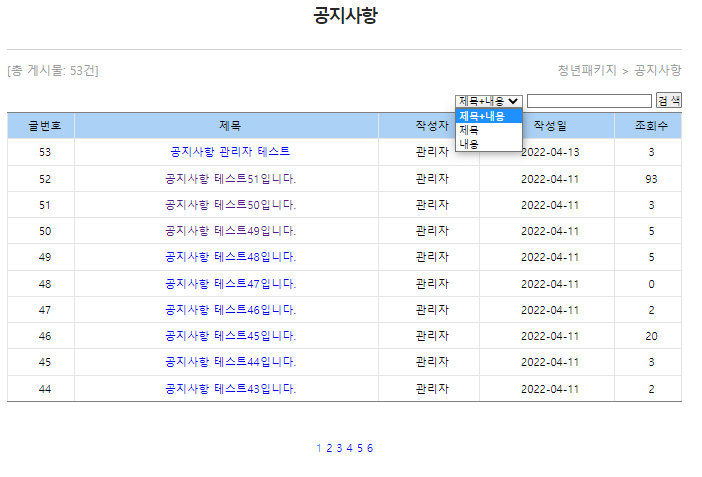 공지사항
[총 게시물: 53건] 청년패키지 > 공지사항
제목+내용 검 색
제목+내용
제목
내용
글번호 제목 작성자 작성일 조회수
53 공지사항 관리자 테스트 관리자 2022-04-13 3
52 공지사항 테스트51입니다. 관리자 2022-04-11 93
51 공지사항 테스트50입니다. 관리자 2022-04-11 3
50 공지사항 테스트49입니다. 관리자 2022-04-11 5
49 공지사항 테스트48입니다. 관리자 2022-04-11 5
48 공지사항 테스트47입니다. 관리자 2022-04-11 0
47 공지사항 테스트46입니다. 관리자 2022-04-11 2
46 공지사항 테스트45입니다. 관리자 2022-04-11 20
45 공지사항 테스트44입니다. 관리자 2022-04-11 3
44 공지사항 테스트43입니다. 관리자 2022-04-11 2
1 2 3 4 5 6